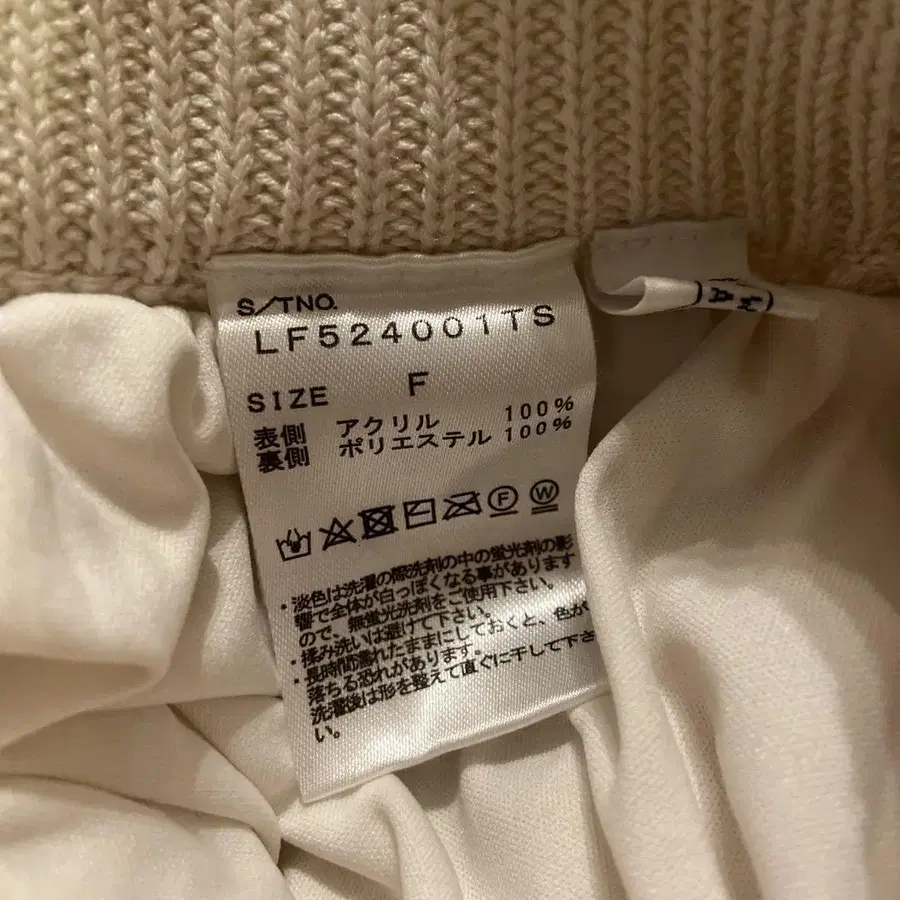 S/TNO.
LF524001TS
SIZE F
表側 アクリル 100%
裏側 ポリエステル 100%
F W
・淡色は洗濯の際洗剤の中の蛍光剤の影
響で全体が白っぽくなる事があります
ので、無蛍光洗剤をご使用下さい。
・揉み洗いは避けて下さい。
・長時間濡れたままにしておくと、色が
落ちる恐れがあります。
洗濯後は形を整えて直ぐに干して下さ
い。